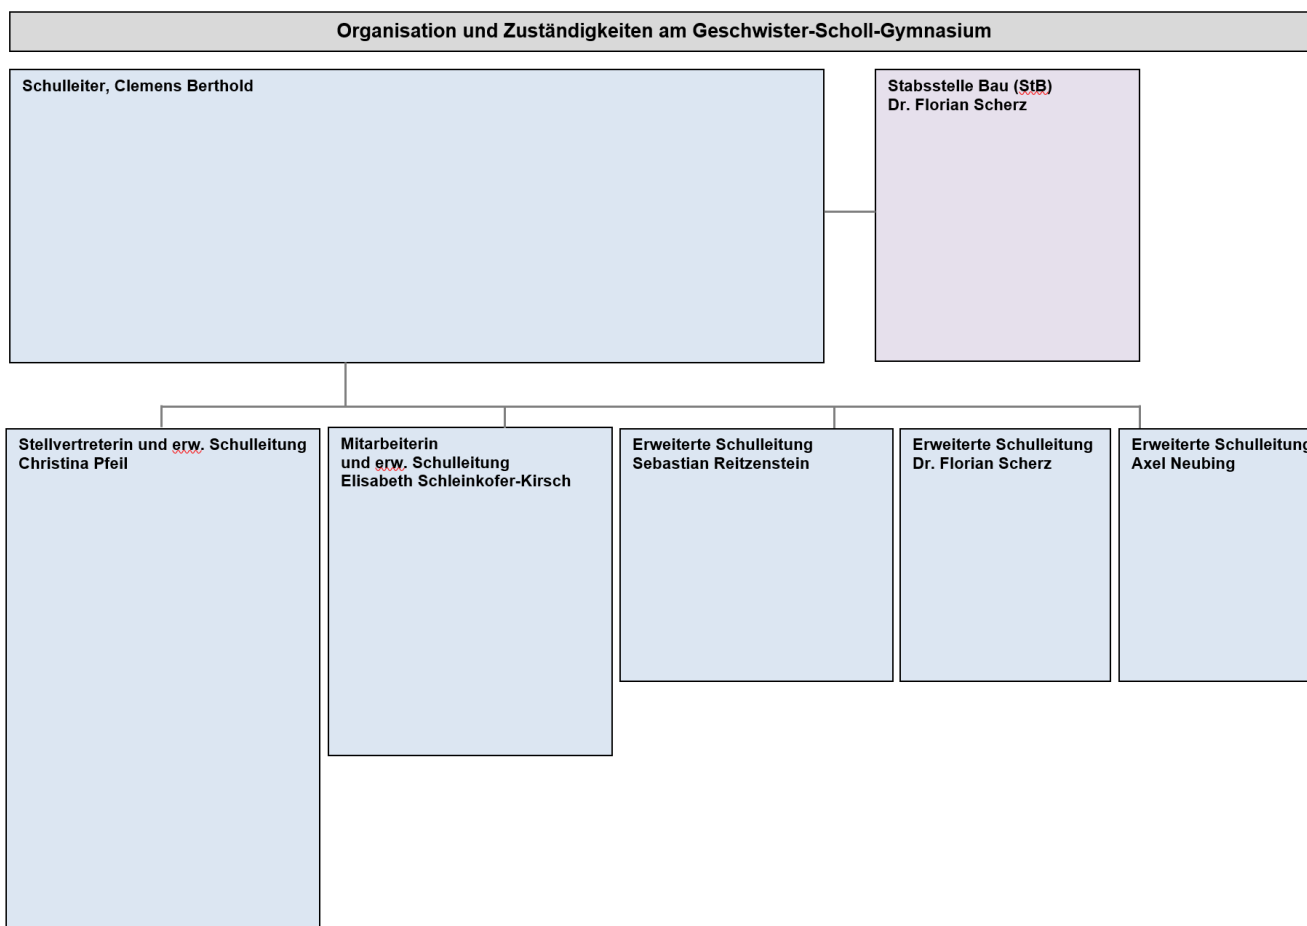 Organisation und Zuständigkeiten am Geschwister-Scholl-Gymnasium
Schulleiter, Clemens Berthold
Stabsstelle Bau (StB)
Dr. Florian Scherz
Stellvertreterin und erw. Schulleitung
Christina Pfeil
Mitarbeiterin
und erw. Schulleitung
Elisabeth Schleinkofer-Kirsch
Erweiterte Schulleitung
Sebastian Reitzenstein
Erweiterte Schulleitung
Dr. Florian Scherz
Erweiterte Schulleitung
Axel Neubing